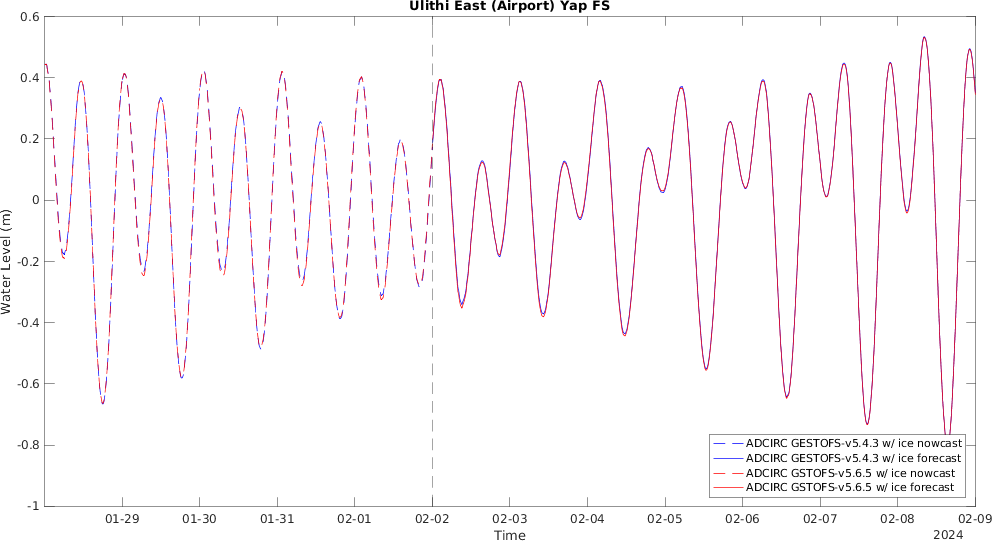 Ulithi East (Airport) Yap FS
0.6
0.4
0.2
0
-0.2
-0.4
-0.6
-0.8
-1
Water Level (m)
ADCIRC GESTOFS-v5.4.3 w/ ice nowcast
ADCIRC GESTOFS-v5.4.3 w/ ice forecast
ADCIRC GSTOFS-v5.6.5 w/ ice nowcast
ADCIRC GSTOFS-v5.6.5 w/ ice forecast
01-29 01-30 01-31 02-01 02-02 02-03 02-04 02-05 02-06 02-07 02-08 02-09
Time
2024